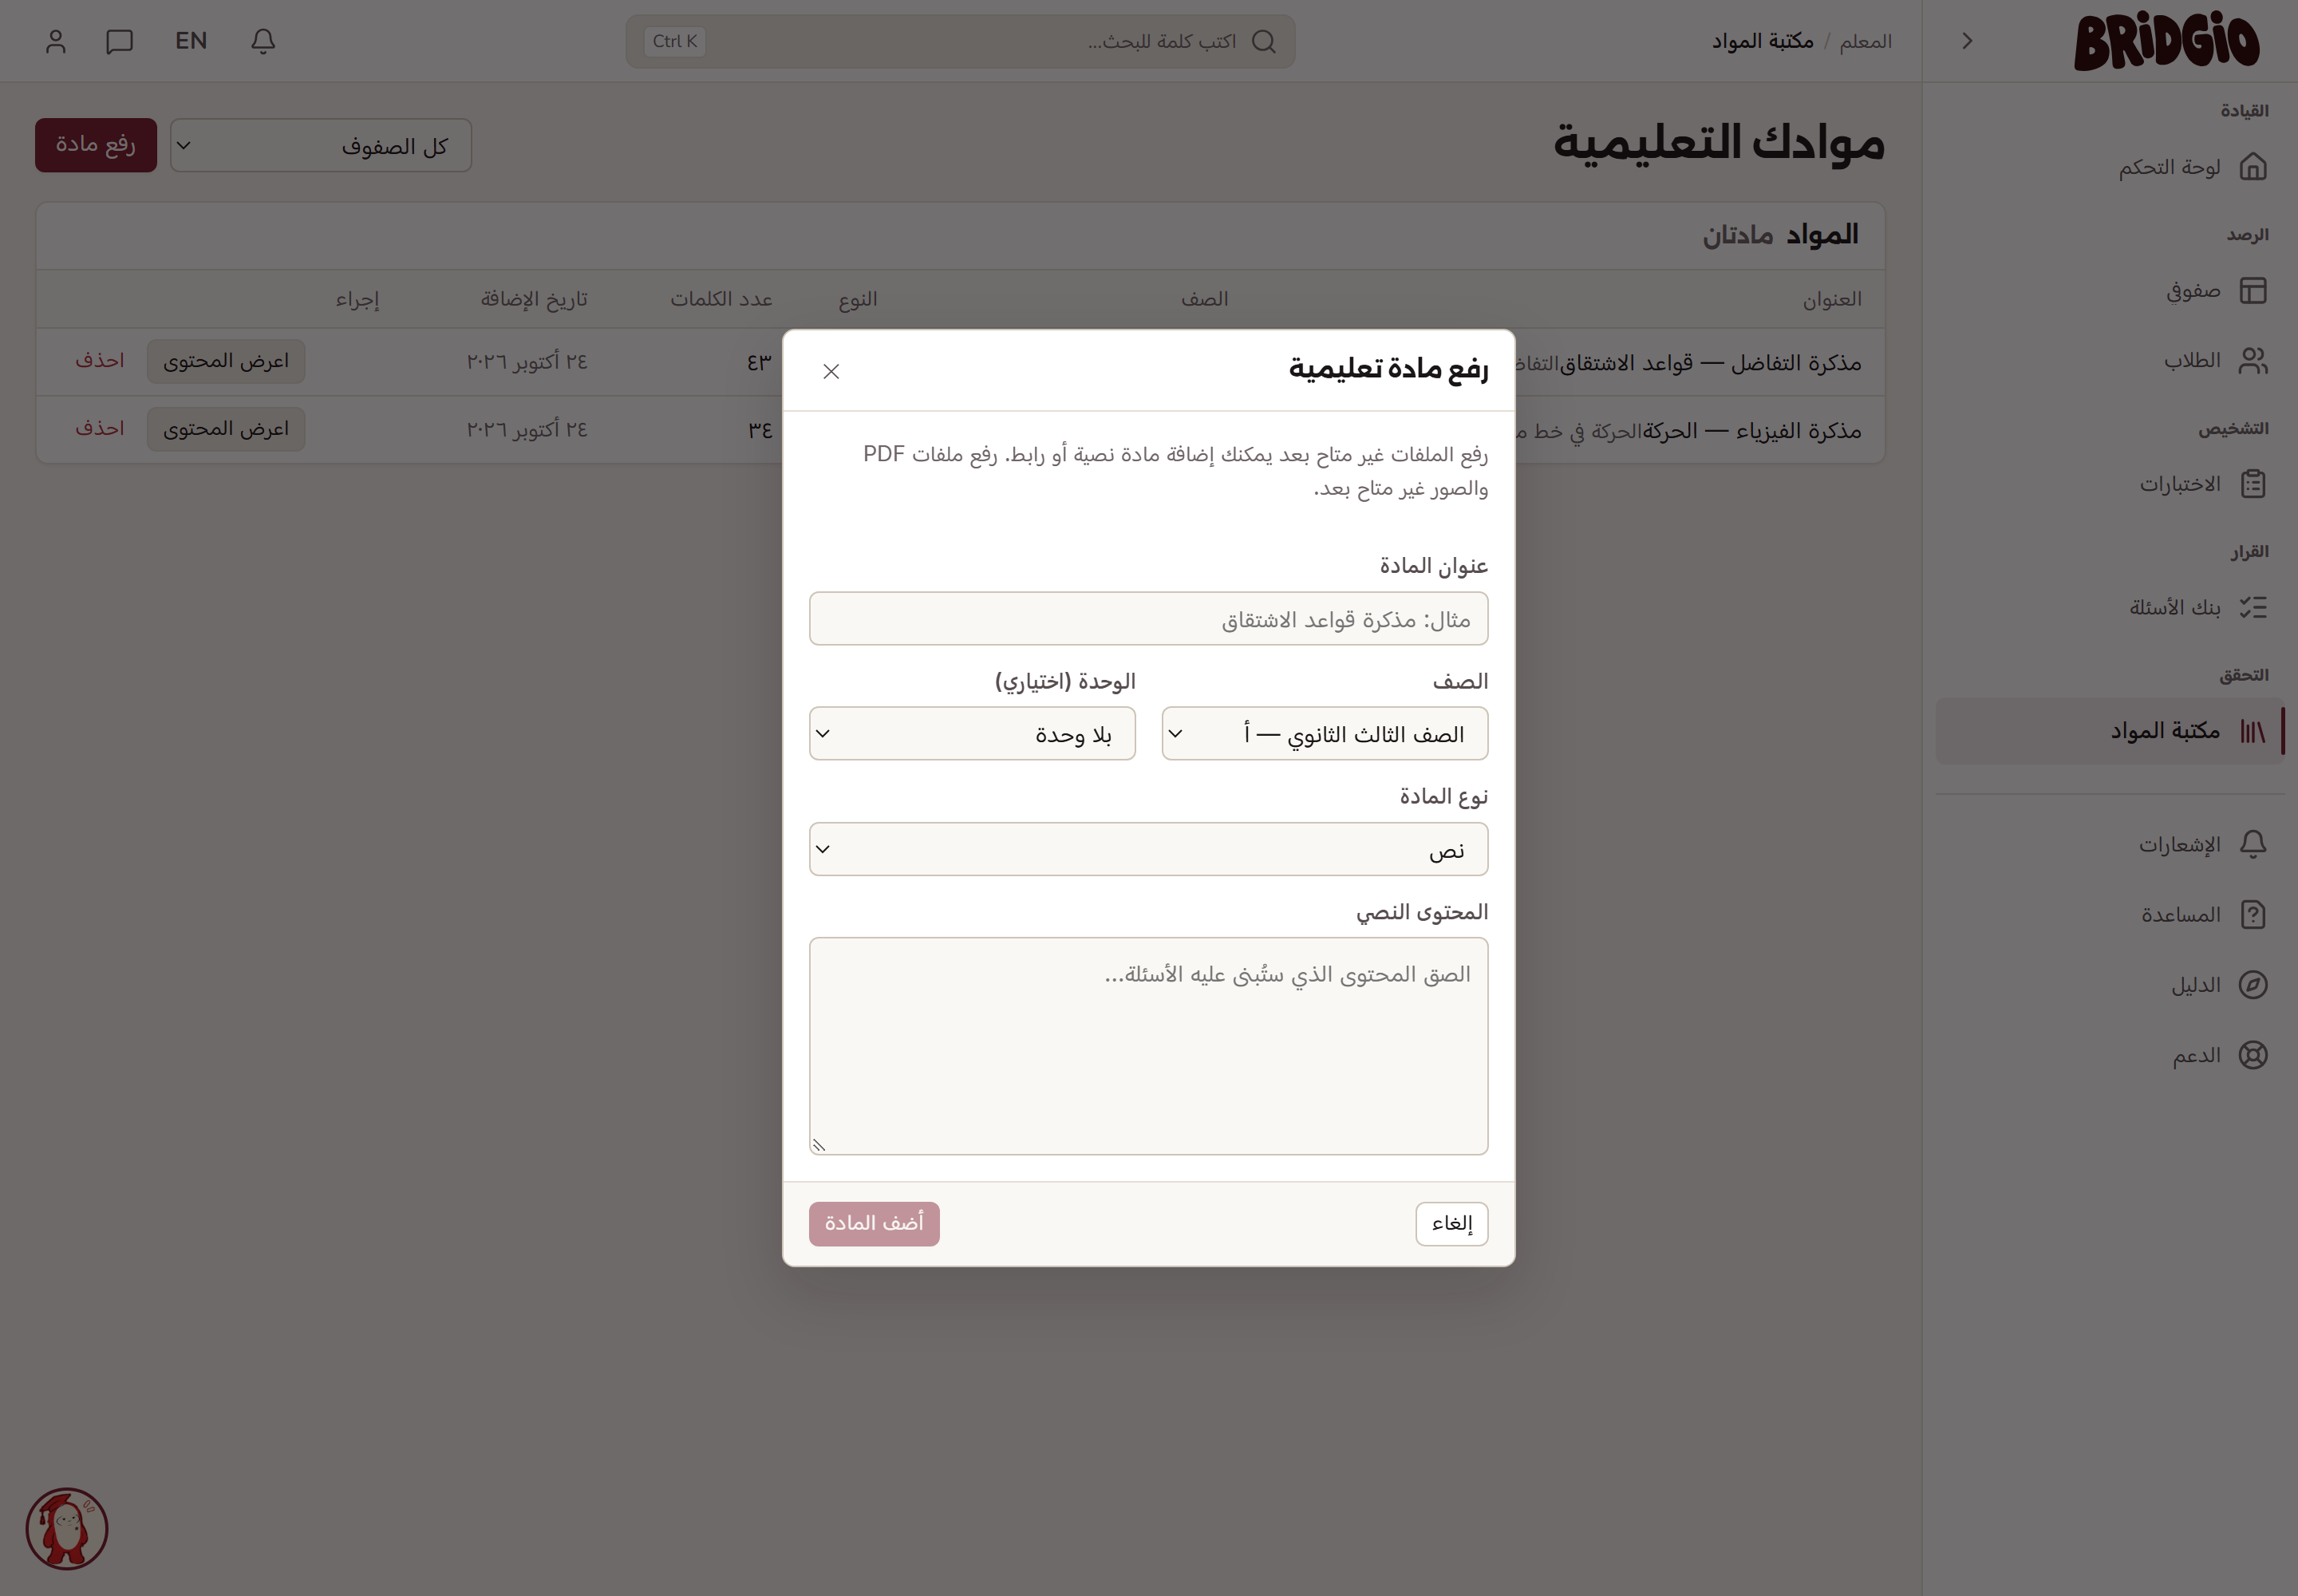 BRiDGiO
المعلم / مكتبة المواد
اكتب كلمة للبحث...
Ctrl K
EN
القيادة
لوحة التحكم
الرصد
صفوفي
الطلاب
التشخيص
الاختبارات
القرار
بنك الأسئلة
التحقق
مكتبة المواد
الإشعارات
المساعدة
الدليل
الدعم
موادك التعليمية
كل الصفوف
رفع مادة
المواد مادتان
العنوان الصف النوع عدد الكلمات تاريخ الإضافة إجراء
مذكرة التفاضل — قواعد الاشتقاق ٤٣ ٢٤ أكتوبر ٢٠٢٦ اعرض المحتوى احذف
مذكرة الفيزياء — الحركةالحركة في خط ٣٤ ٢٤ أكتوبر ٢٠٢٦ اعرض المحتوى احذف
رفع مادة تعليمية
رفع الملفات غير متاح بعد يمكنك إضافة مادة نصية أو رابط. رفع ملفات PDF
والصور غير متاح بعد.
عنوان المادة
مثال: مذكرة قواعد الاشتقاق
الصف
الصف الثالث الثانوي — أ
الوحدة (اختياري)
بلا وحدة
نوع المادة
نص
المحتوى النصي
الصق المحتوى الذي ستُبنى عليه الأسئلة...
إلغاء
أضف المادة